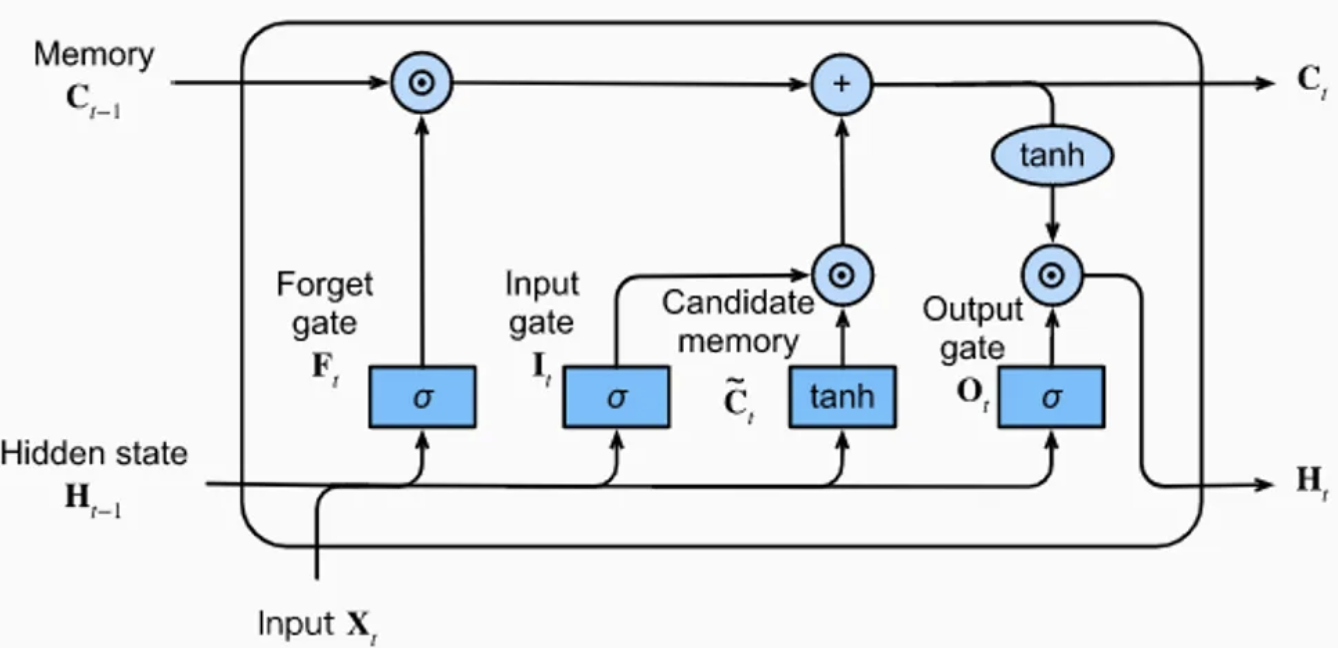 Memory
C_{t-1}
⊙
+
C_t
tanh
Forget
gate
F_t
Input
gate
I_t
⊙
Candidate
memory
C̃_t
⊙
Output
gate
O_t
σ
σ
tanh
σ
Hidden state
H_{t-1}
H_t
Input X_t